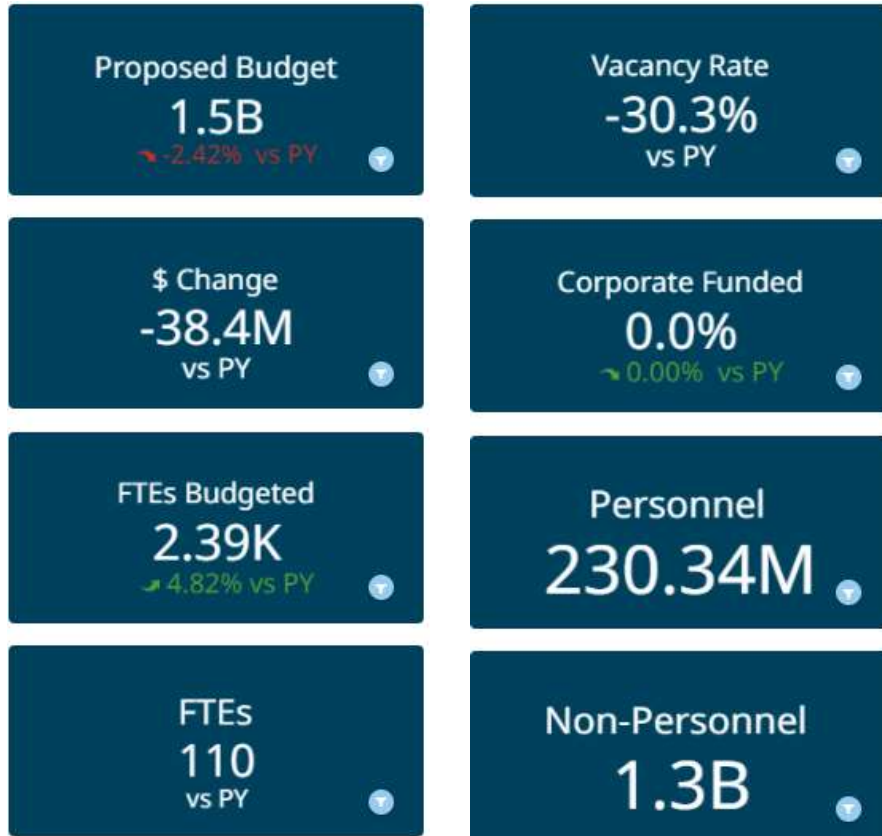 Proposed Budget
1.5B
-2.42% vs PY
Vacancy Rate
-30.3%
vs PY
$ Change
-38.4M
vs PY
Corporate Funded
0.0%
0.00% vs PY
FTEs Budgeted
2.39K
4.82% vs PY
Personnel
230.34M
FTEs
110
vs PY
Non-Personnel
1.3B